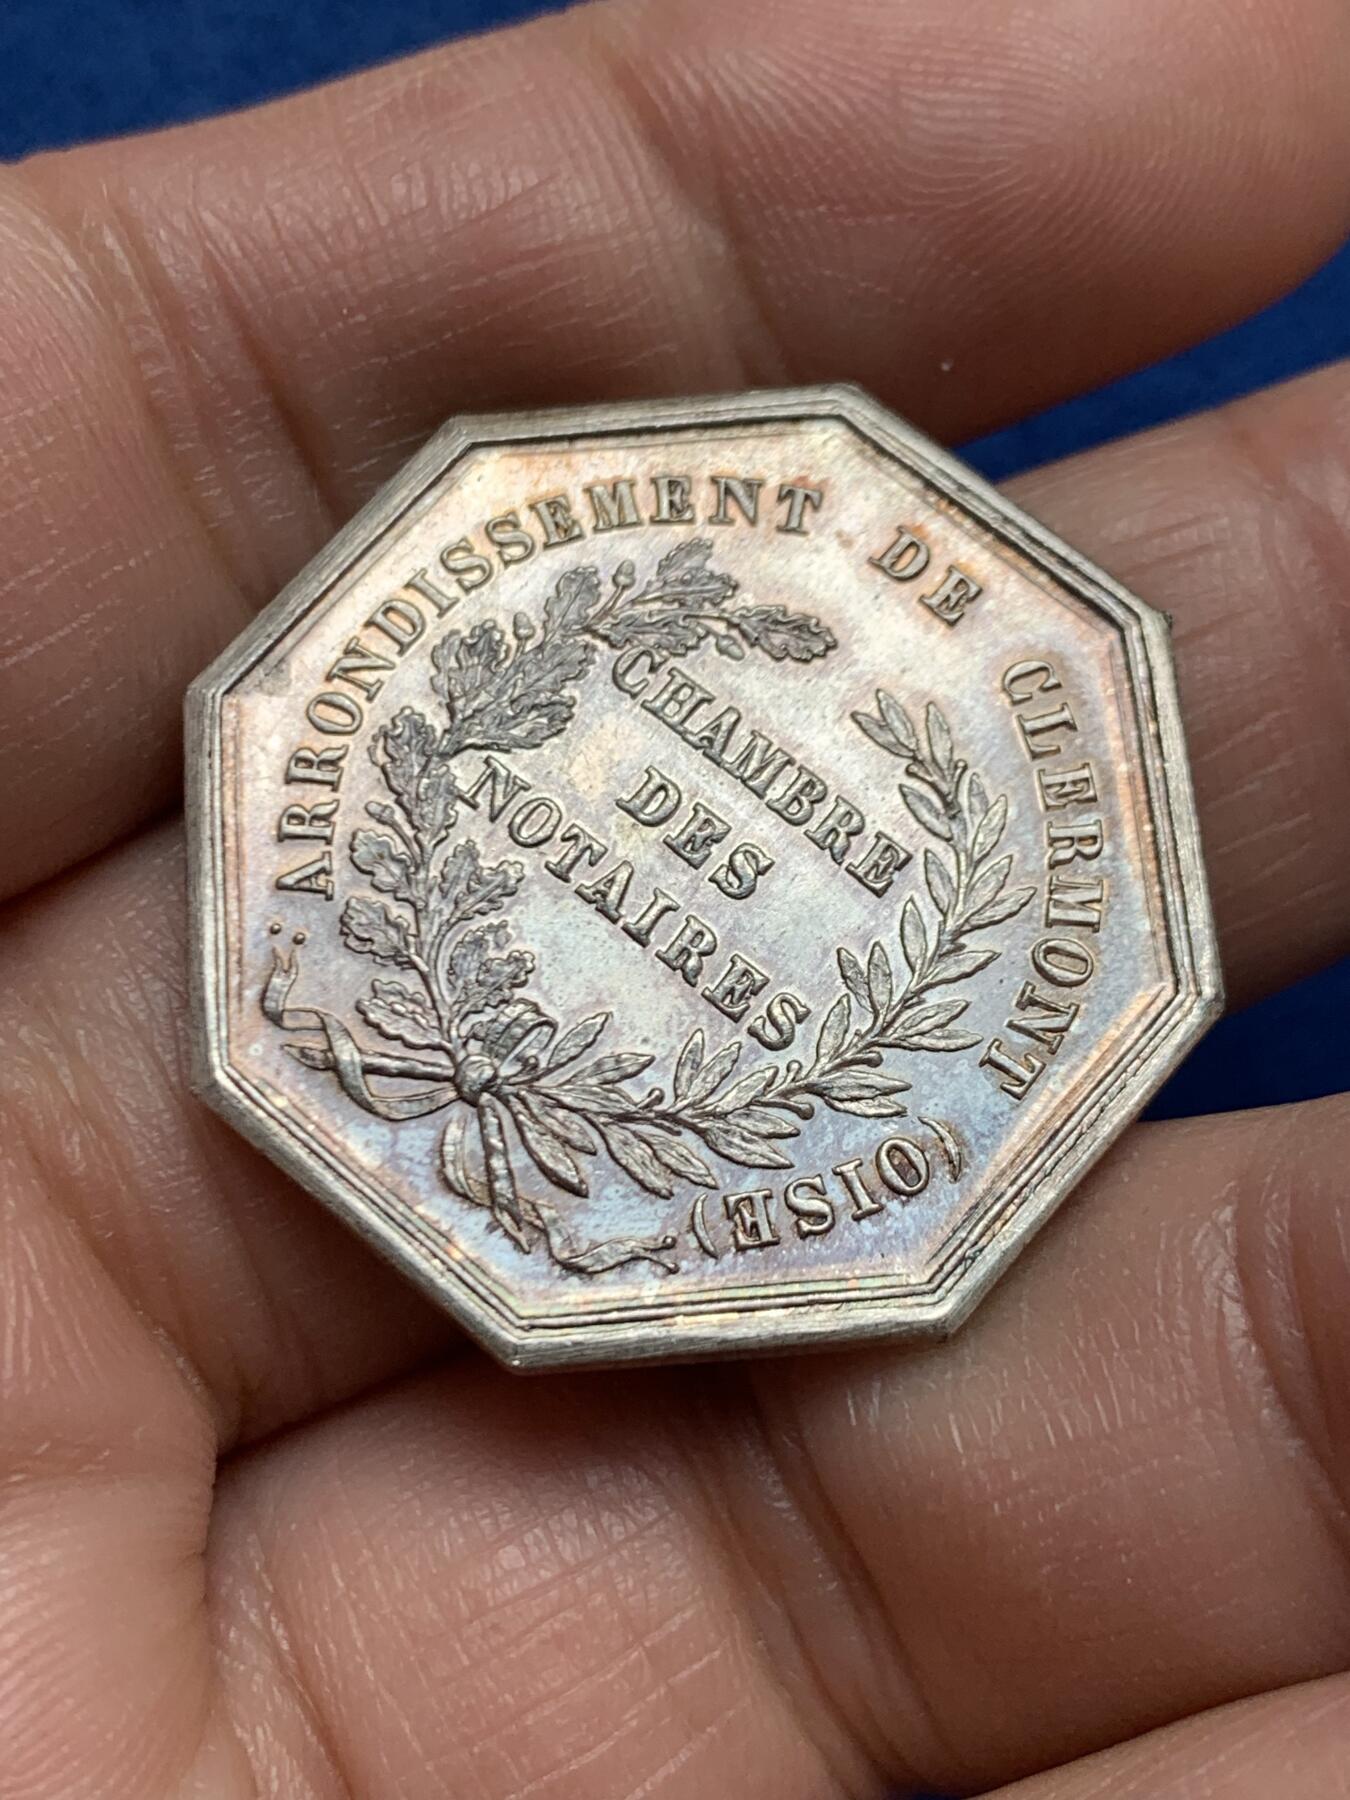 ARRONDISSEMENT DE CLERMONT
(OISE)
CHAMBRE
DES
NOTAIRES